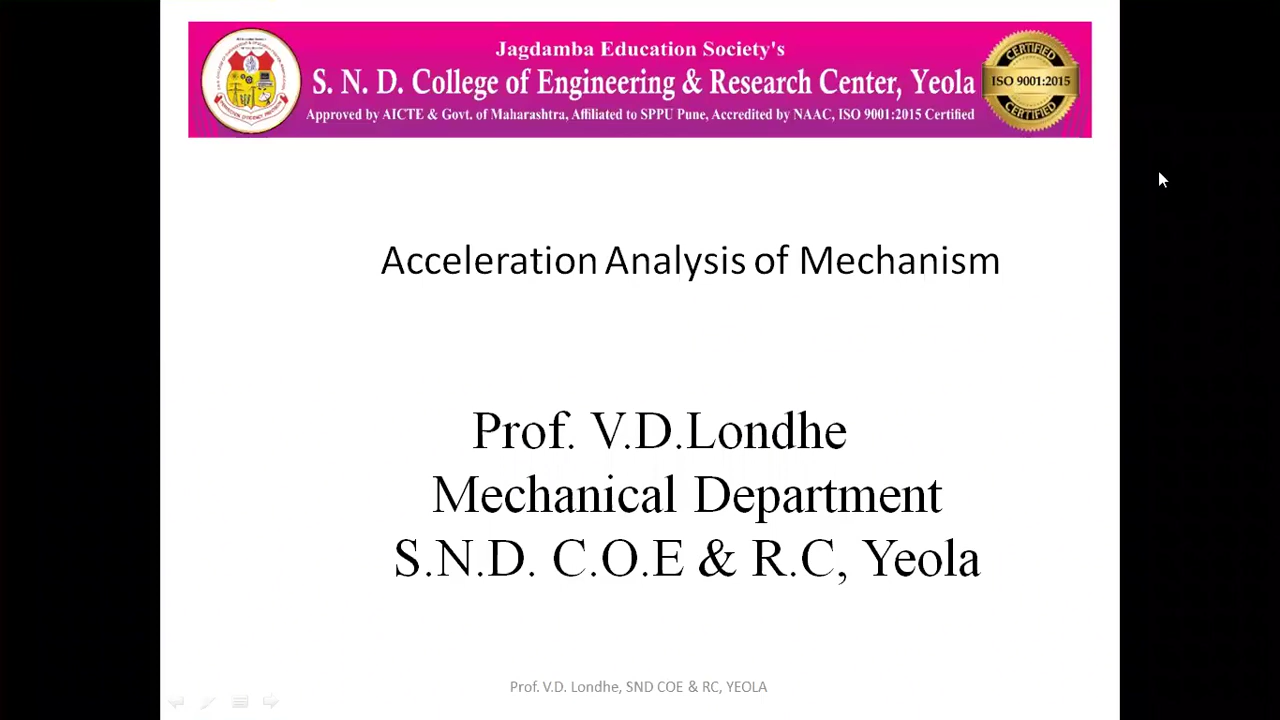 Jagdamba Education Society's
S. N. D. College of Engineering & Research Center, Yeola
Approved by AICTE & Govt. of Maharashtra, Affiliated to SPPU Pune, Accredited by NAAC, ISO 9001:2015 Certified
CERTIFIED
ISO 9001:2015
CERTIFIED
Acceleration Analysis of Mechanism
Prof. V.D.Londhe
Mechanical Department
S.N.D. C.O.E & R.C, Yeola
Prof. V.D. Londhe, SND COE & RC, YEOLA